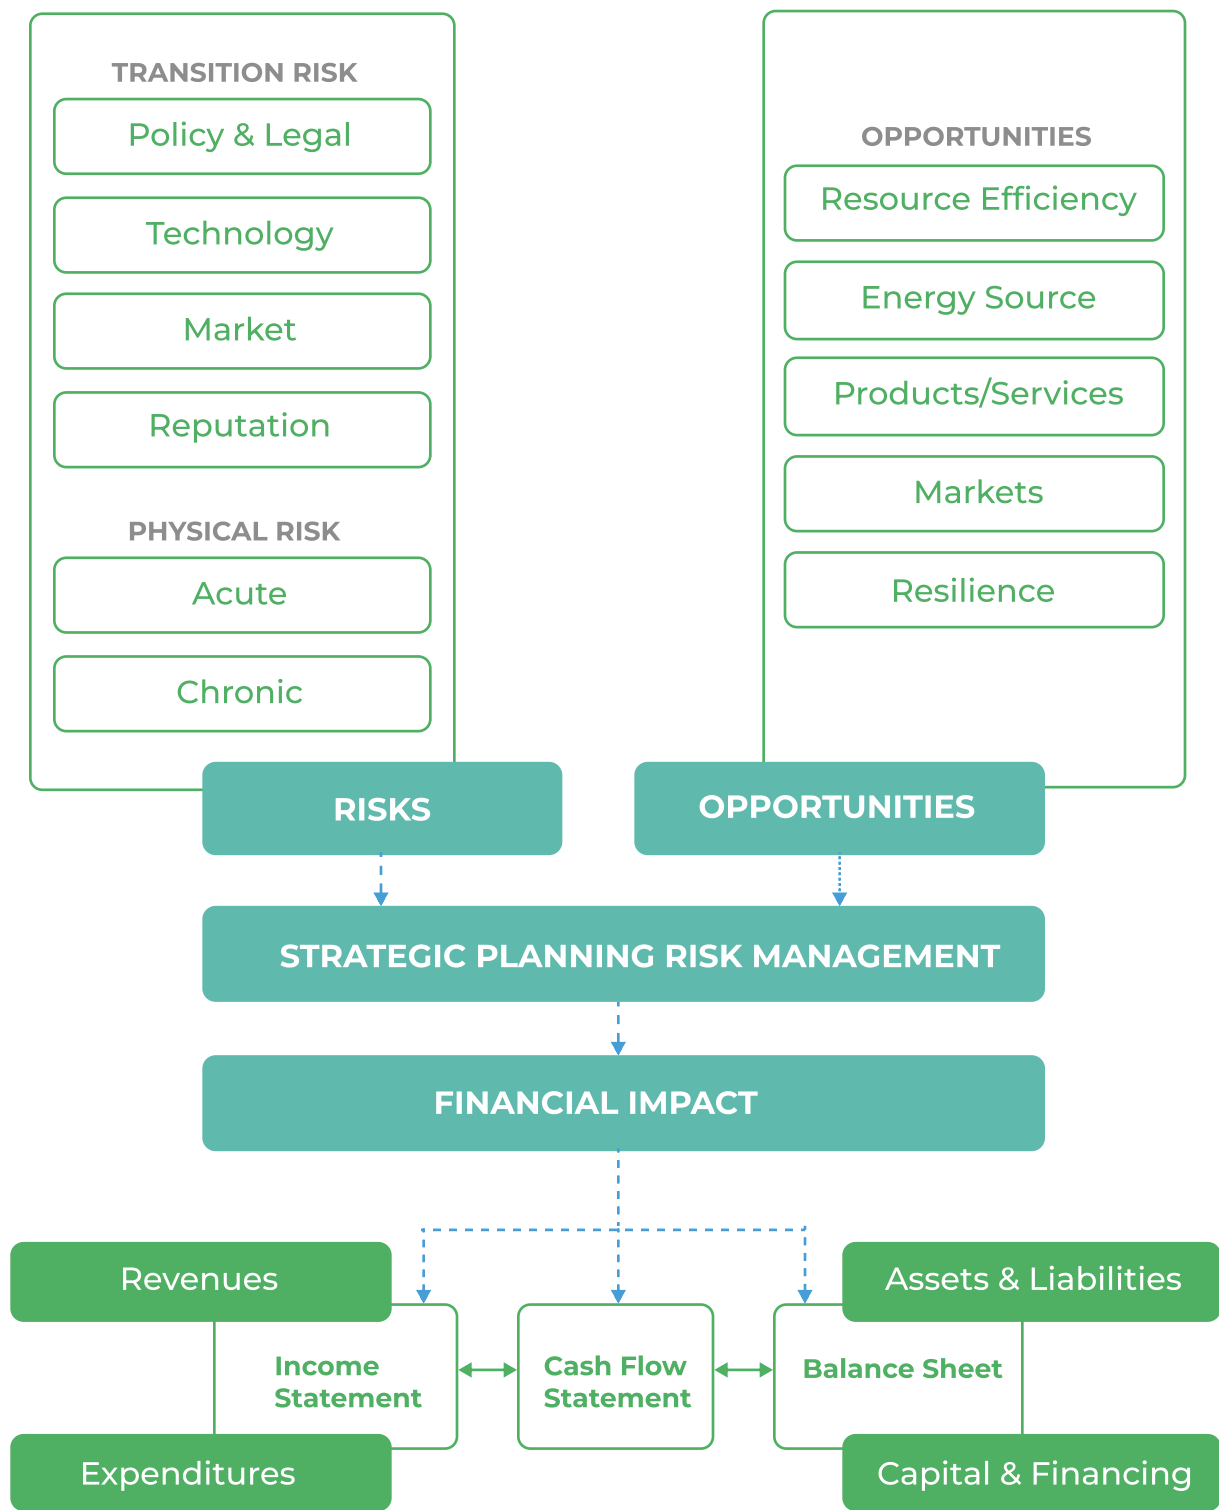 TRANSITION RISK
Policy & Legal
Technology
Market
Reputation
PHYSICAL RISK
Acute
Chronic
OPPORTUNITIES
Resource Efficiency
Energy Source
Products/Services
Markets
Resilience
RISKS
OPPORTUNITIES
STRATEGIC PLANNING RISK MANAGEMENT
FINANCIAL IMPACT
Revenues
Expenditures
Income
Statement
Cash Flow
Statement
Balance Sheet
Assets & Liabilities
Capital & Financing